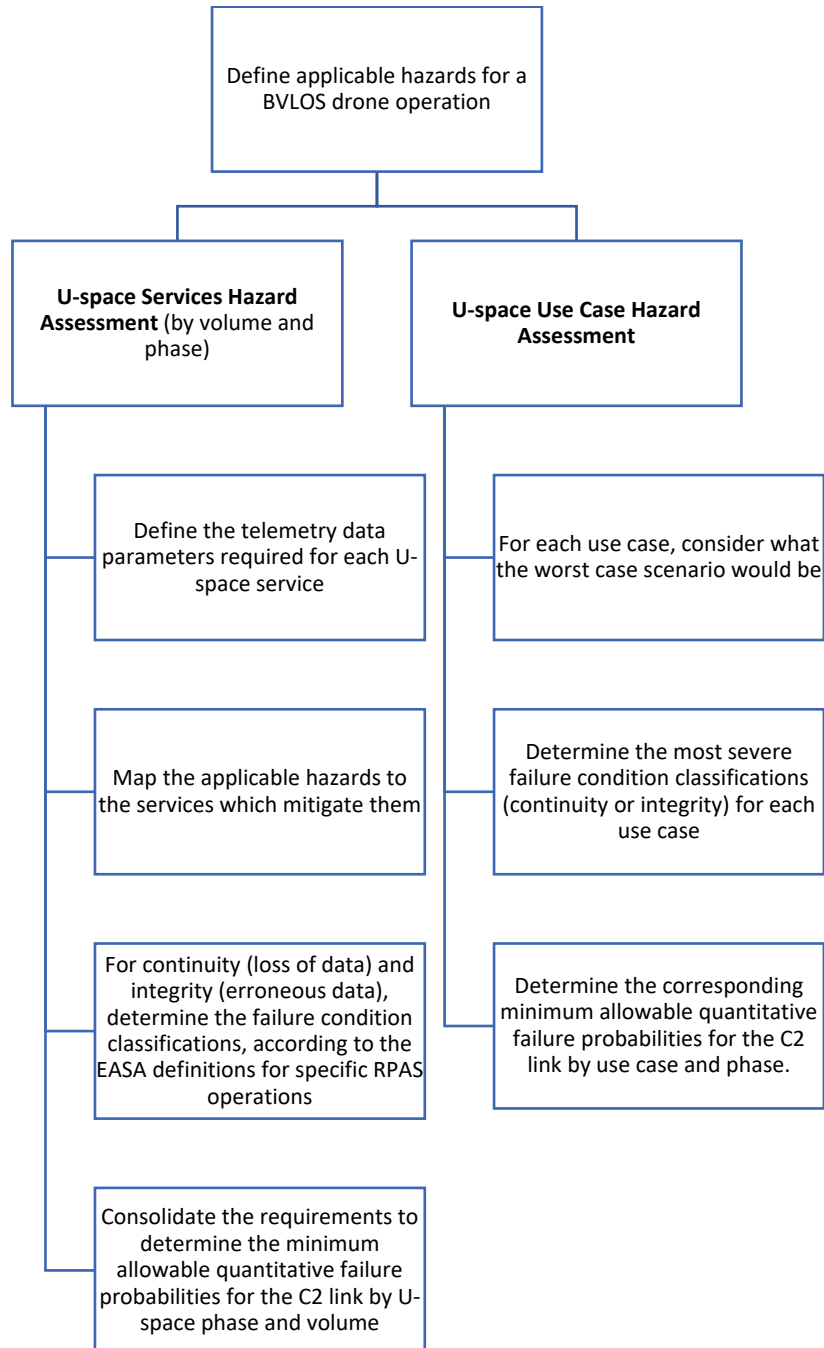 Define applicable hazards for a
BVLOS drone operation
U-space Services Hazard
Assessment (by volume and
phase)
Define the telemetry data
parameters required for each U-
space service
Map the applicable hazards to
the services which mitigate them
For continuity (loss of data) and
integrity (erroneous data),
determine the failure condition
classifications, according to the
EASA definitions for specific RPAS
operations
Consolidate the requirements to
determine the minimum
allowable quantitative failure
probabilities for the C2 link by U-
space phase and volume
U-space Use Case Hazard
Assessment
For each use case, consider what
the worst case scenario would be
Determine the most severe
failure condition classifications
(continuity or integrity) for each
use case
Determine the corresponding
minimum allowable quantitative
failure probabilities for the C2
link by use case and phase.